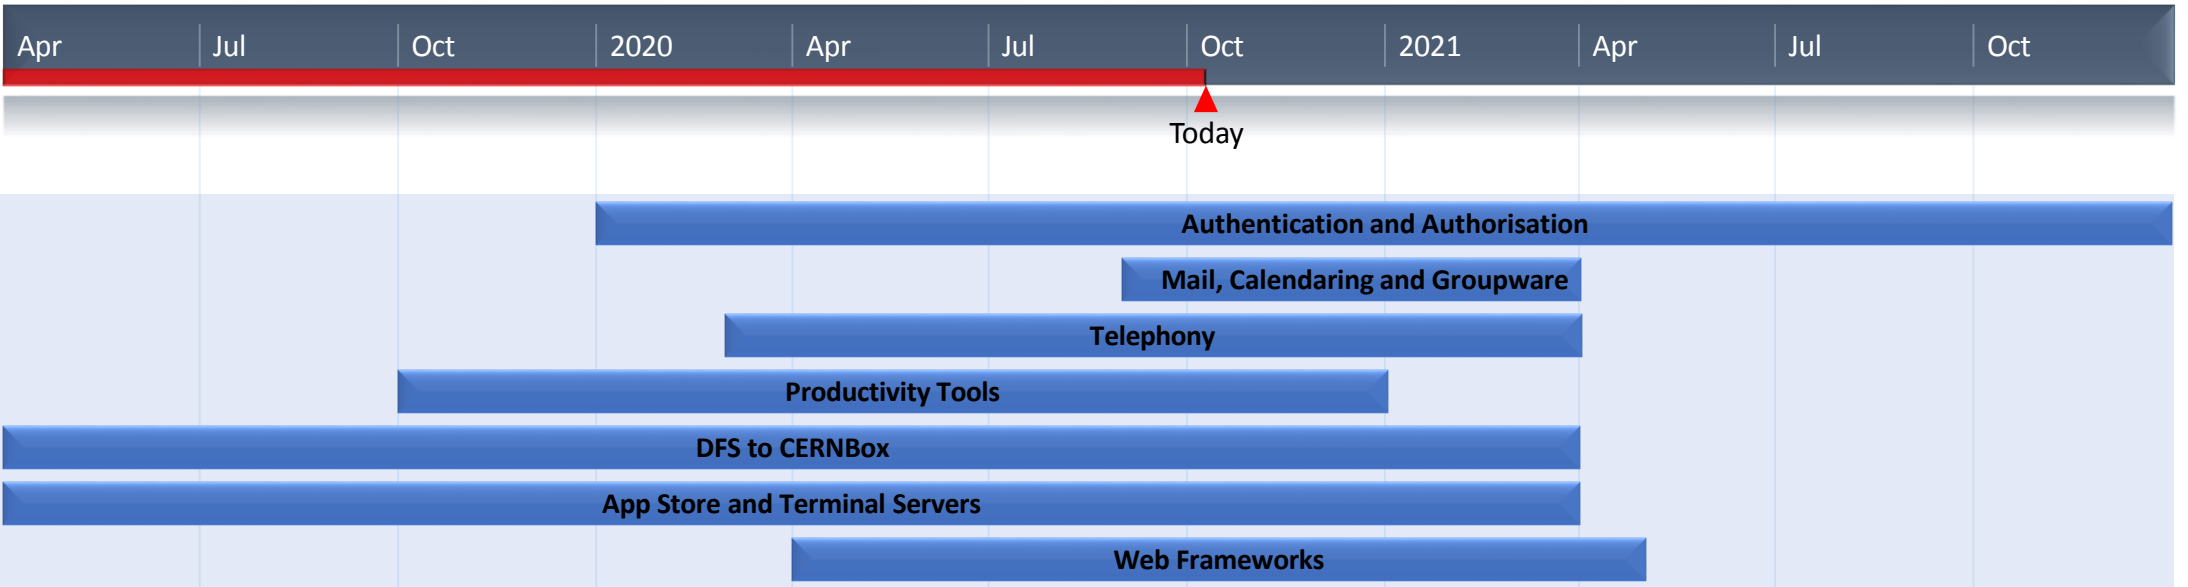 Apr Jul Oct 2020 Apr Jul Oct 2021 Apr Jul Oct
Today
Authentication and Authorisation
Mail, Calendaring and Groupware
Telephony
Productivity Tools
DFS to CERNBox
App Store and Terminal Servers
Web Frameworks